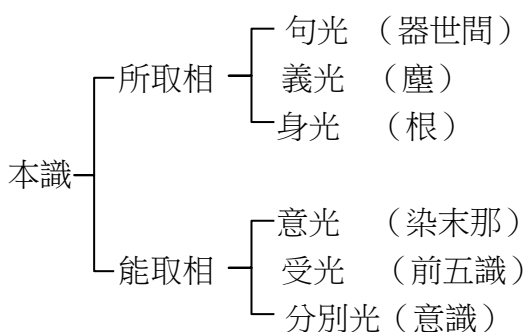 句光 （器世間）
所取相 義光 （塵）
身光 （根）
本識
意光 （染末那）
能取相 受光 （前五識）
分別光（意識）